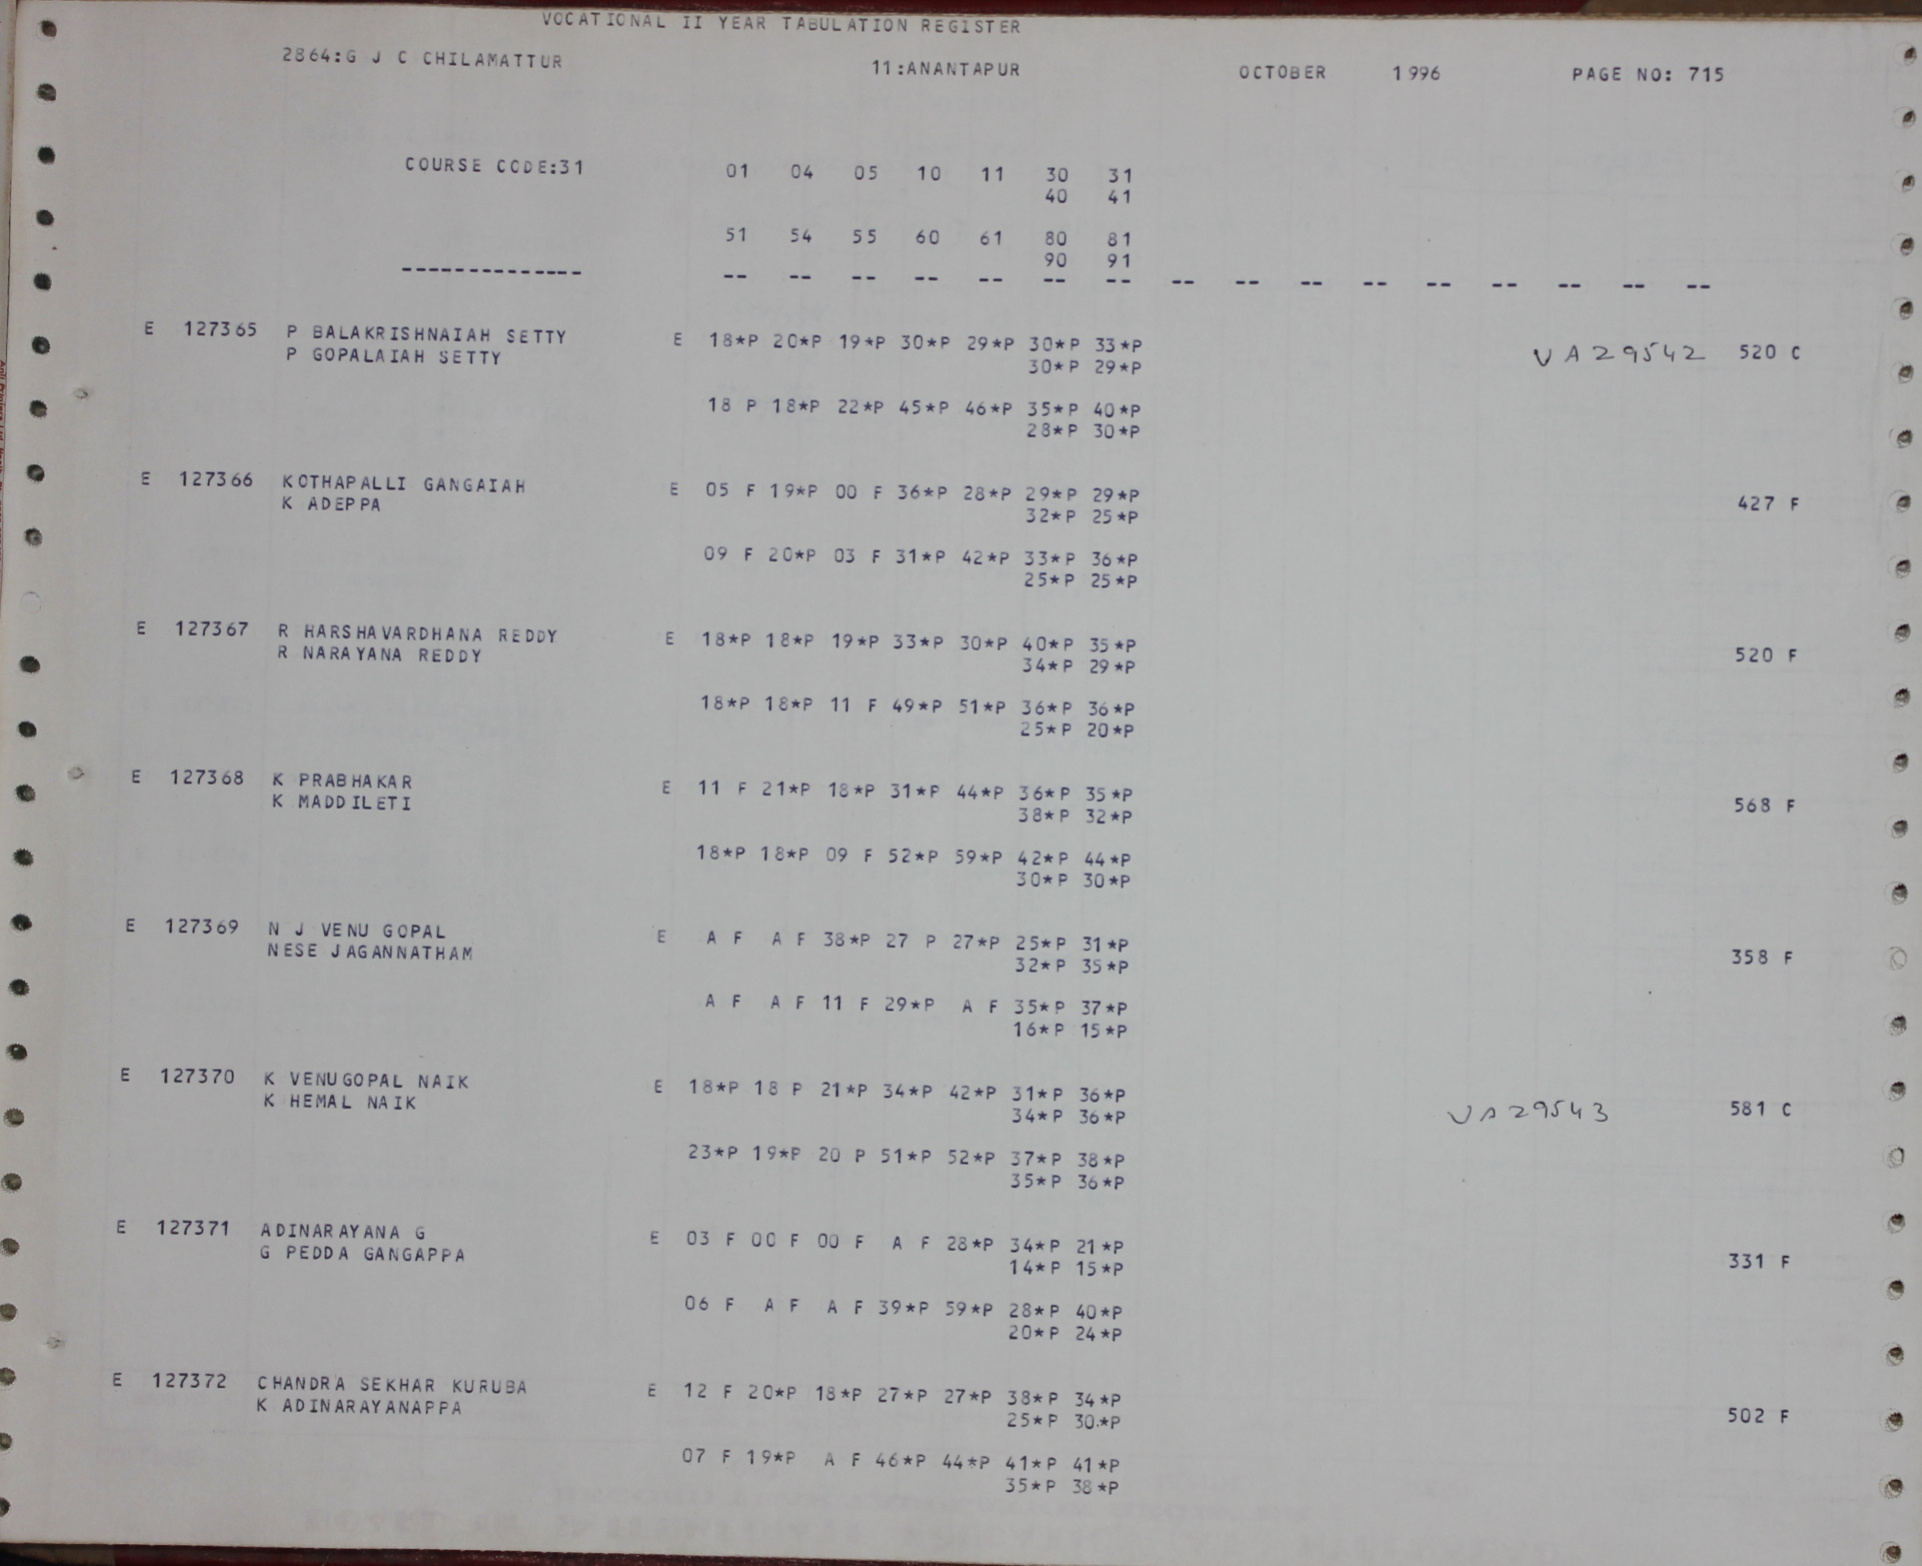 VOCATIONAL II YEAR TABULATION REGISTER
2864:G J C CHILAMATTUR 11:ANANTAPUR OCTOBER 1996 PAGE NO: 715
COURSE CODE:31 01 04 05 10 11 30 31
40 41
51 54 55 60 61 80 81
90 91
-------------- -- -- -- -- -- -- -- -- -- -- -- -- -- -- -- --
E 127365 P BALAKRISHNAIAH SETTY E 18*P 20*P 19*P 30*P 29*P 30*P 33*P
P GOPALAIAH SETTY 30*P 29*P VA29542 520 C
18 P 18*P 22*P 45*P 46*P 35*P 40*P
28*P 30*P
E 127366 KOTHAPALLI GANGAIAH E 05 F 19*P 00 F 36*P 28*P 29*P 29*P
K ADEPPA 32*P 25*P 427 F
09 F 20*P 03 F 31*P 42*P 33*P 36*P
25*P 25*P
E 127367 R HARSHAVARDHANA REDDY E 18*P 18*P 19*P 33*P 30*P 40*P 35*P
R NARAYANA REDDY 34*P 29*P 520 F
18*P 18*P 11 F 49*P 51*P 36*P 36*P
25*P 20*P
E 127368 K PRABHAKAR E 11 F 21*P 18*P 31*P 44*P 36*P 35*P
K MADDILETI 38*P 32*P 568 F
18*P 18*P 09 F 52*P 59*P 42*P 44*P
30*P 30*P
E 127369 N J VENU GOPAL E A F A F 38*P 27 P 27*P 25*P 31*P
NESE JAGANNATHAM 32*P 35*P 358 F
A F A F 11 F 29*P A F 35*P 37*P
16*P 15*P
E 127370 K VENUGOPAL NAIK E 18*P 18 P 21*P 34*P 42*P 31*P 36*P
K HEMAL NAIK 34*P 36*P VA29543 581 C
23*P 19*P 20 P 51*P 52*P 37*P 38*P
35*P 36*P
E 127371 ADINARAYANA G E 03 F 00 F 00 F A F 28*P 34*P 21*P
G PEDDA GANGAPPA 14*P 15*P 331 F
06 F A F A F 39*P 59*P 28*P 40*P
20*P 24*P
E 127372 CHANDRA SEKHAR KURUBA E 12 F 20*P 18*P 27*P 27*P 38*P 34*P
K ADINARAYANAPPA 25*P 30*P 502 F
07 F 19*P A F 46*P 44*P 41*P 41*P
35*P 38*P